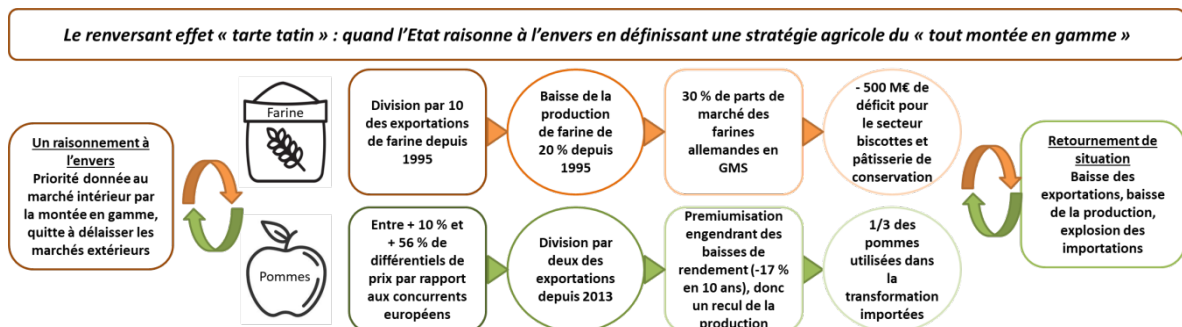 Le renversant effet « tarte tatin » : quand l'Etat raisonne à l'envers en définissant une stratégie agricole du « tout montée en gamme »
Un raisonnement à
l'envers
Priorité donnée au
marché intérieur par
la montée en gamme,
quitte à délaisser les
marchés extérieurs
Farine
Division par 10
des exportations
de farine depuis
1995
Baisse de la
production
de farine de
20 % depuis
1995
30 % de parts de
marché des
farines
allemandes en
GMS
- 500 M€ de
déficit pour
le secteur
biscottes et
pâtisserie de
conservation
Pommes
Entre + 10 % et
+ 56 % de
différentiels de
prix par rapport
aux concurrents
européens
Division par
deux des
exportations
depuis 2013
Premiumisation
engendrant des
baisses de
rendement (-17 %
en 10 ans), donc
un recul de la
production
1/3 des
pommes
utilisées dans
la
transformation
importées
Retournement de
situation
Baisse des
exportations, baisse
de la production,
explosion des
importations